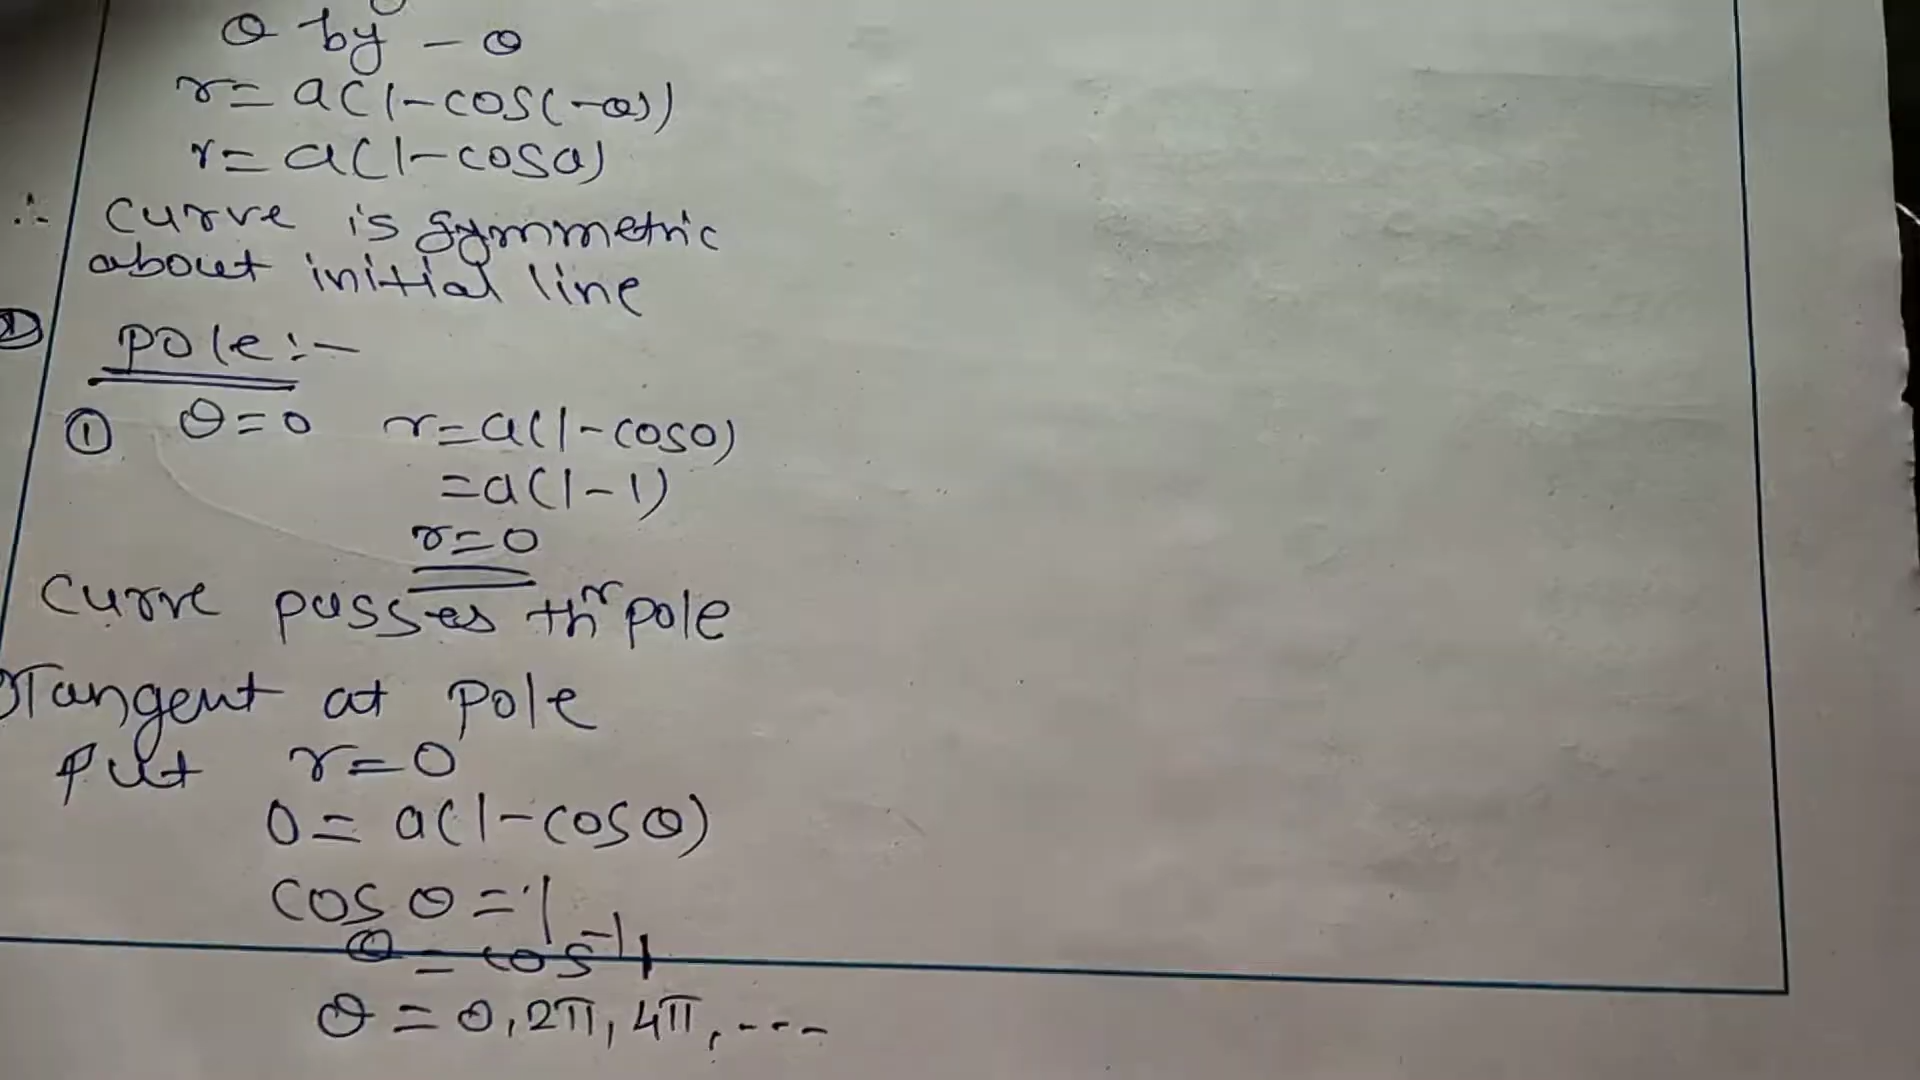 θ by - θ
r = a(1-cos(-θ))
r = a(1-cosθ)
∴ curve is symmetric
about initial line
② pole :-
① θ=0 r=a(1-cos0)
=a(1-1)
r=0
curve passes thr pole
Tangent at pole
put r=0
0 = a(1-cosθ)
cosθ = 1
θ = cos⁻¹1
θ = 0, 2π, 4π, ----